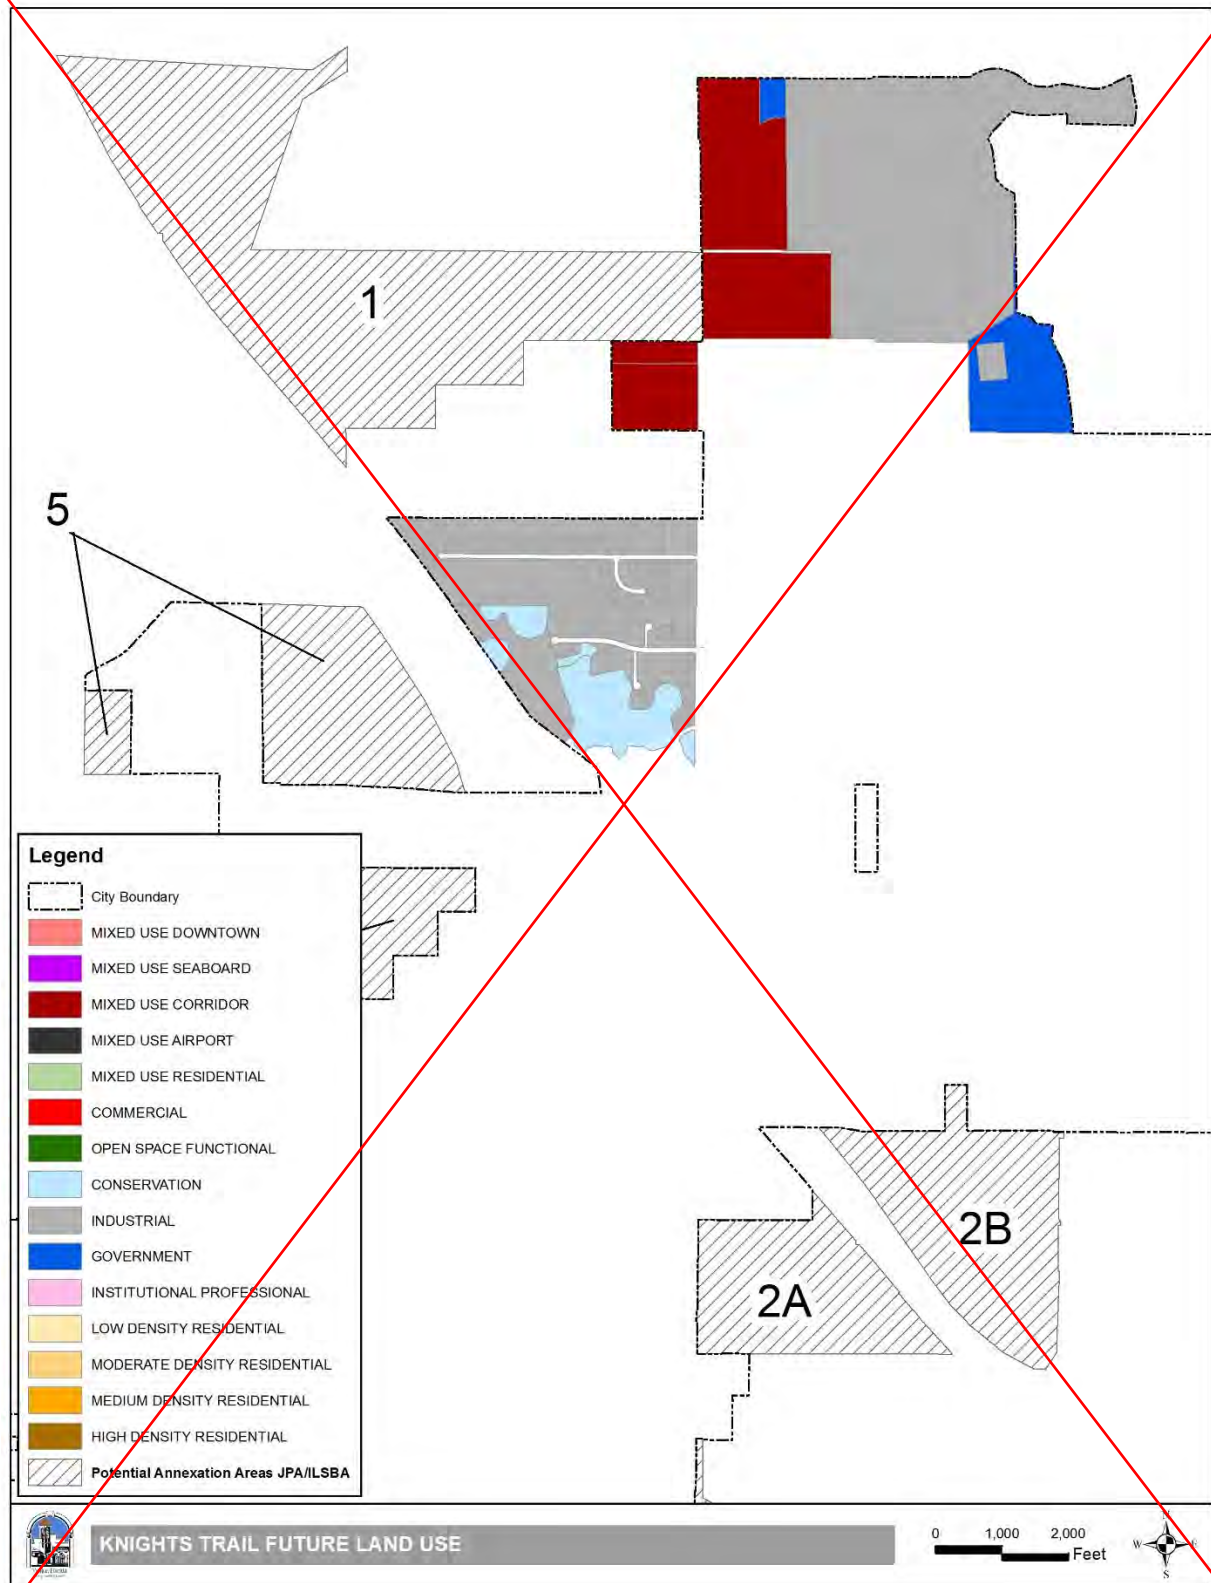 1
5
Legend
City Boundary
MIXED USE DOWNTOWN
MIXED USE SEABOARD
MIXED USE CORRIDOR
MIXED USE AIRPORT
MIXED USE RESIDENTIAL
COMMERCIAL
OPEN SPACE FUNCTIONAL
CONSERVATION
INDUSTRIAL
GOVERNMENT
INSTITUTIONAL PROFESSIONAL
LOW DENSITY RESIDENTIAL
MODERATE DENSITY RESIDENTIAL
MEDIUM DENSITY RESIDENTIAL
HIGH DENSITY RESIDENTIAL
Potential Annexation Areas JPA/ILSBA
2B
2A
KNIGHTS TRAIL FUTURE LAND USE
0 1,000 2,000
Feet
N
W E
S